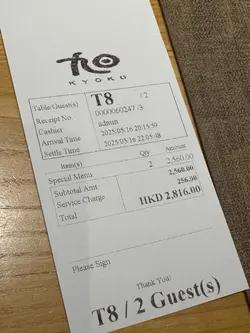 KYOKU
Table/Guest(s) T8 / 2
Receipt No 0000060247 /3
Cashier admin
Arrival Time 2025/05/16 20:15:59
Settle Time 2025/05/16 22:05:48
Item(s) Qty Amount
Special Menu 2 2,560.00
Subtotal Amt 2,560.00
Service Charge 256.00
Total HKD 2,816.00
Please Sign
Thank You!
T8 / 2 Guest(s)